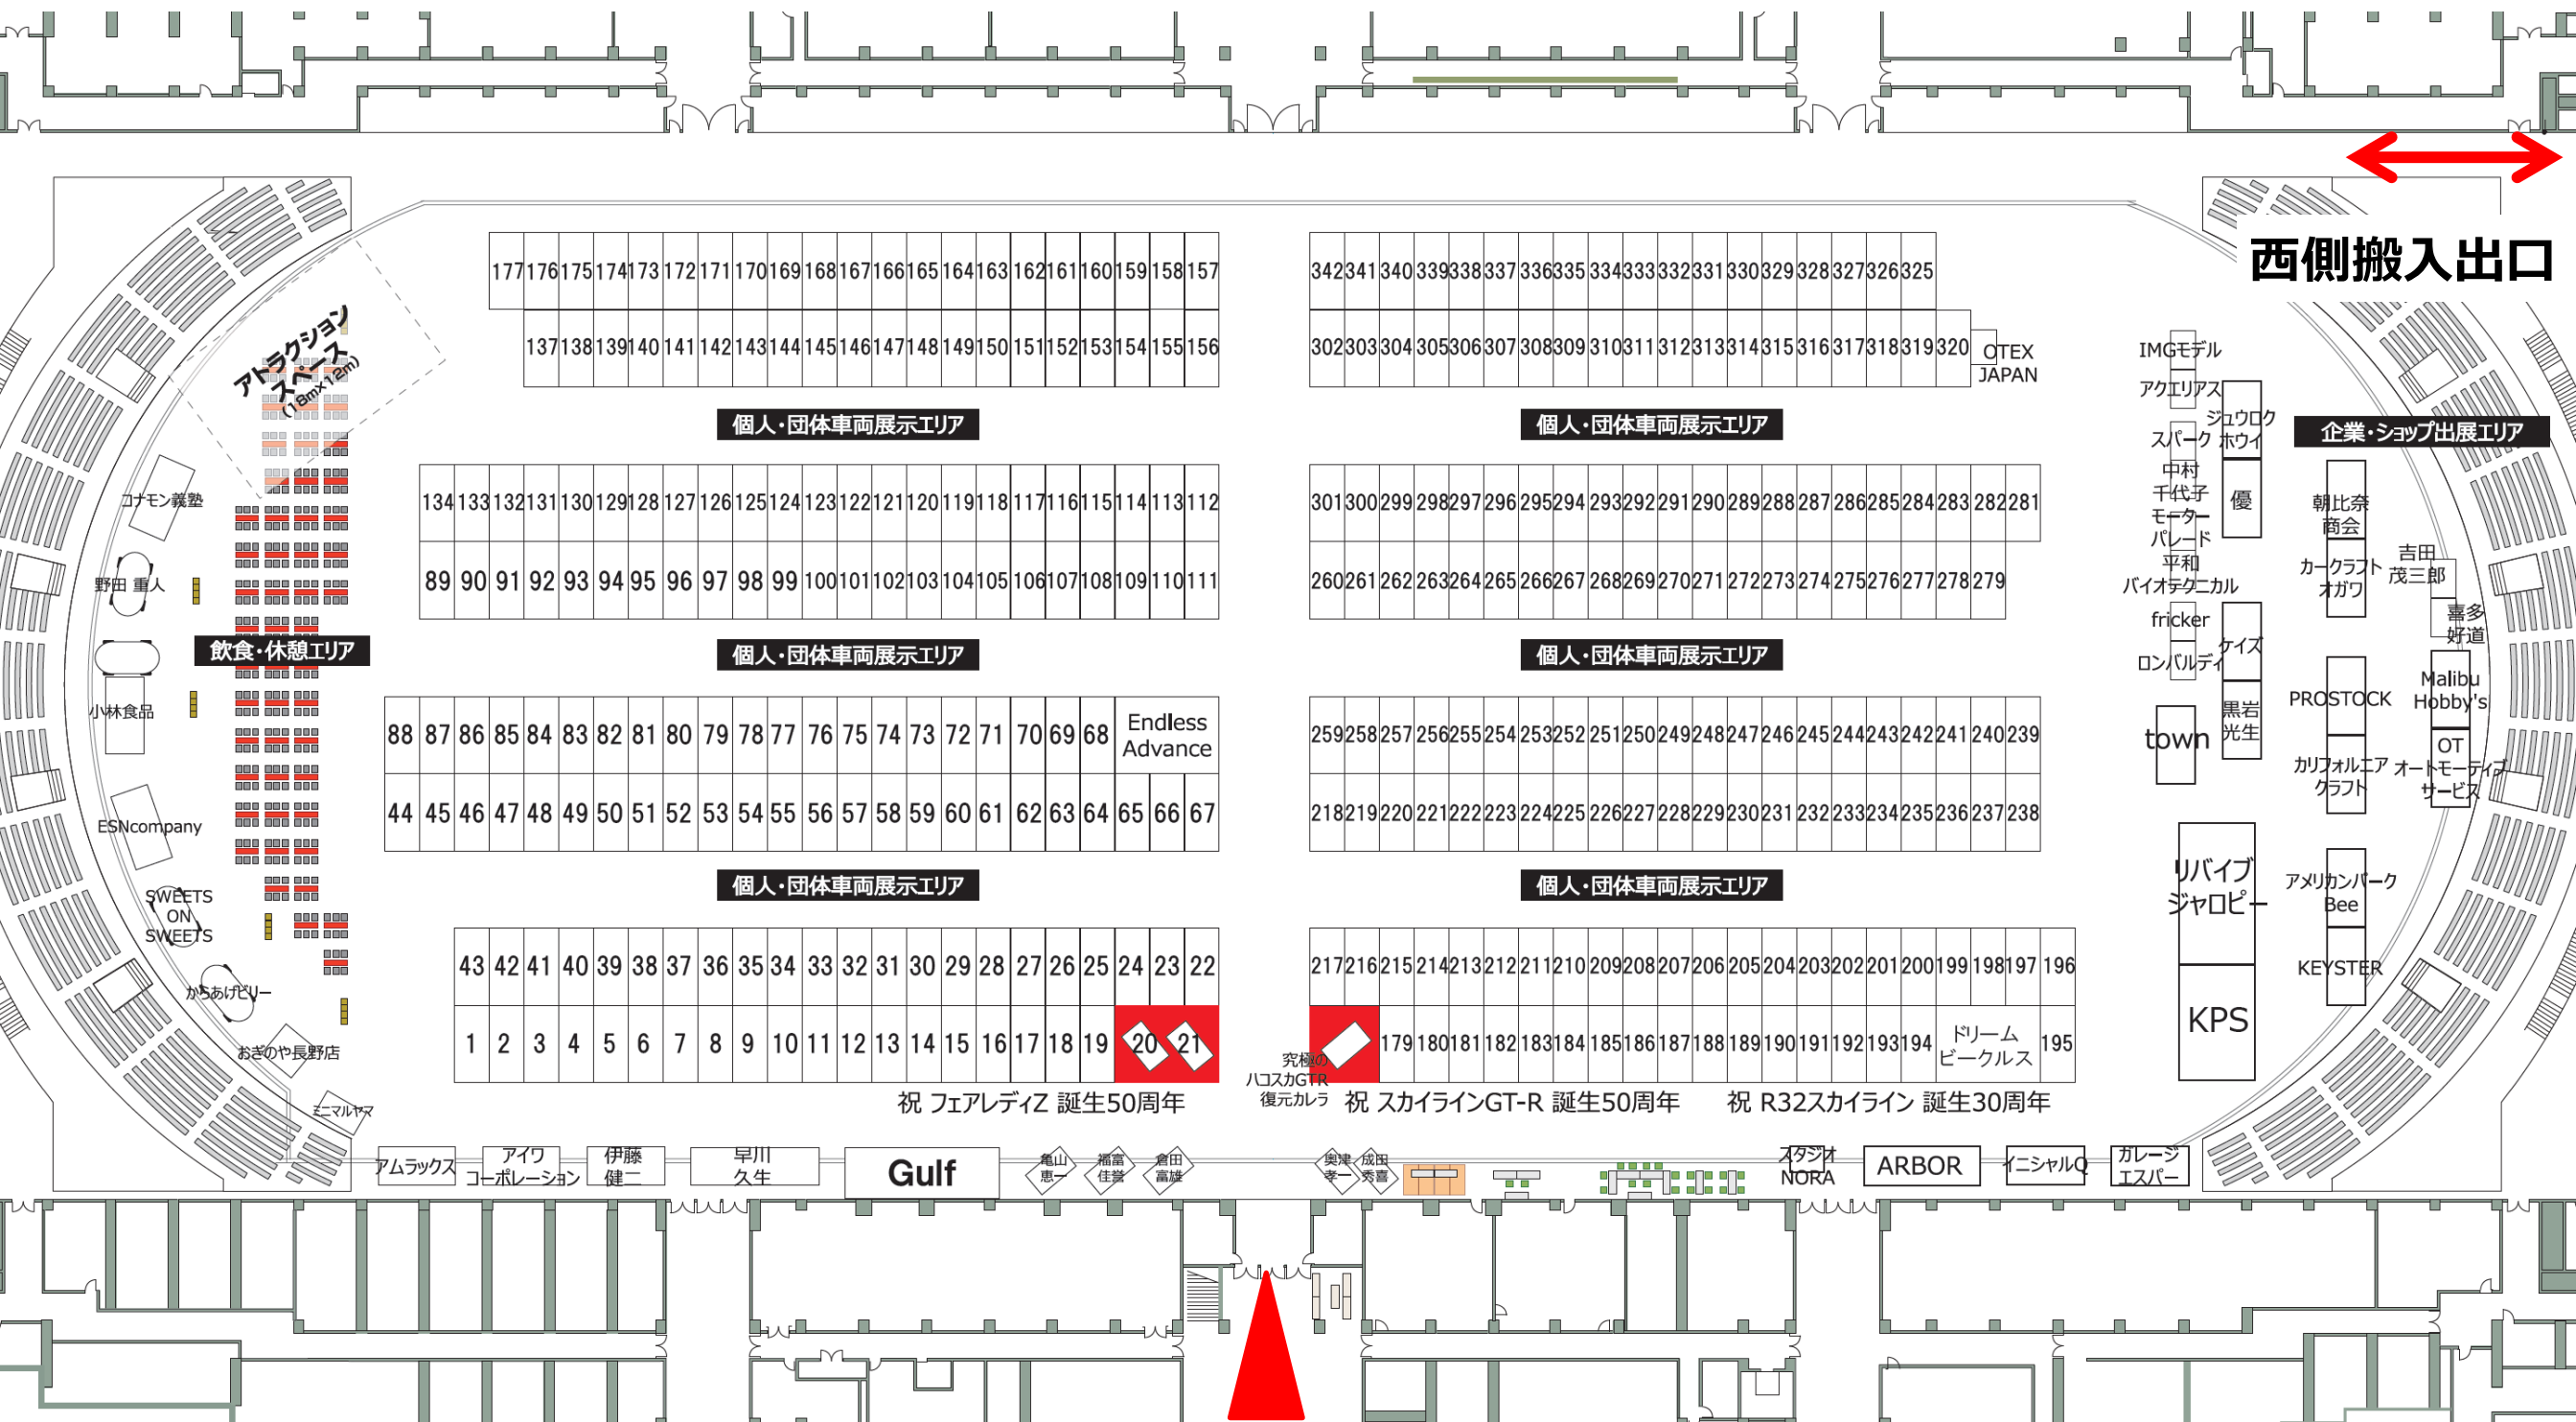 西側搬入出口
177 176 175 174 173 172 171 170 169 168 167 166 165 164 163 162 161 160 159 158 157
342 341 340 339 338 337 336 335 334 333 332 331 330 329 328 327 326 325
137 138 139 140 141 142 143 144 145 146 147 148 149 150 151 152 153 154 155 156
302 303 304 305 306 307 308 309 310 311 312 313 314 315 316 317 318 319 320
OTEX
JAPAN
アトラクション
スペース
(18m×12m)
個人・団体車両展示エリア
個人・団体車両展示エリア
企業・ショップ出展エリア
134 133 132 131 130 129 128 127 126 125 124 123 122 121 120 119 118 117 116 115 114 113 112
301 300 299 298 297 296 295 294 293 292 291 290 289 288 287 286 285 284 283 282 281
89 90 91 92 93 94 95 96 97 98 99 100 101 102 103 104 105 106 107 108 109 110 111
260 261 262 263 264 265 266 267 268 269 270 271 272 273 274 275 276 277 278 279
飲食・休憩エリア
個人・団体車両展示エリア
個人・団体車両展示エリア
88 87 86 85 84 83 82 81 80 79 78 77 76 75 74 73 72 71 70 69 68
Endless
Advance
259 258 257 256 255 254 253 252 251 250 249 248 247 246 245 244 243 242 241 240 239
44 45 46 47 48 49 50 51 52 53 54 55 56 57 58 59 60 61 62 63 64 65 66 67
218 219 220 221 222 223 224 225 226 227 228 229 230 231 232 233 234 235 236 237 238
個人・団体車両展示エリア
個人・団体車両展示エリア
43 42 41 40 39 38 37 36 35 34 33 32 31 30 29 28 27 26 25 24 23 22
217 216 215 214 213 212 211 210 209 208 207 206 205 204 203 202 201 200 199 198 197 196
1 2 3 4 5 6 7 8 9 10 11 12 13 14 15 16 17 18 19 20 21
179 180 181 182 183 184 185 186 187 188 189 190 191 192 193 194
ドリーム
ビークルス
195
究極の
ハコスカGTR
復元カレラ
祝 フェアレディZ 誕生50周年
祝 スカイラインGT-R 誕生50周年
祝 R32スカイライン 誕生30周年
コナモン義塾
野田 重人
小林食品
ESNcompany
SWEETS
ON
SWEETS
からあげビリー
おぎのや長野店
ミニマルヤマ
IMGモデル
アクエリアス
スパーク
中村
千代子
モーター
パレード
平和
バイオテクニカル
fricker
ロンバルディ
town
ジュウロク
ホウイ
優
ケイズ
黒岩
光生
リバイブ
ジャロピー
KPS
朝比奈
商会
カークラフト
オガワ
PROSTOCK
カリフォルニア
クラフト
アメリカンパーク
Bee
KEYSTER
吉田
茂三郎
喜多
好道
Malibu
Hobby's
OT
オートモーティブ
サービス
アムラックス
アイワ
コーポレーション
伊藤
健二
早川
久生
Gulf
亀山
恵一
福富
佳営
倉田
富雄
奥津
孝一
成田
秀喜
スタジオ
NORA
ARBOR
イニシャルQ
ガレージ
エスパー